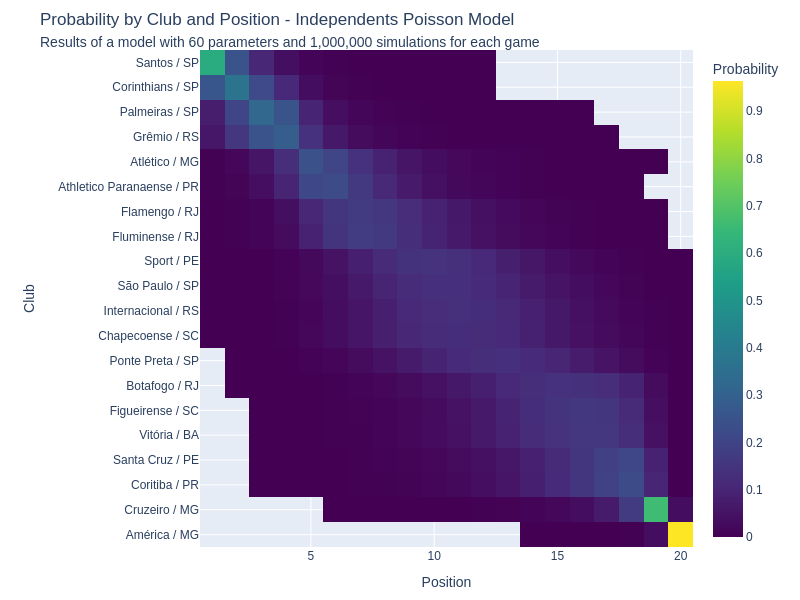 Probability by Club and Position - Independents Poisson Model
Results of a model with 60 parameters and 1,000,000 simulations for each game
Probability
Club
Santos / SP
Corinthians / SP
Palmeiras / SP
Grêmio / RS
Atlético / MG
Athletico Paranaense / PR
Flamengo / RJ
Fluminense / RJ
Sport / PE
São Paulo / SP
Internacional / RS
Chapecoense / SC
Ponte Preta / SP
Botafogo / RJ
Figueirense / SC
Vitória / BA
Santa Cruz / PE
Coritiba / PR
Cruzeiro / MG
América / MG
5
10
15
20
Position
0.9
0.8
0.7
0.6
0.5
0.4
0.3
0.2
0.1
0